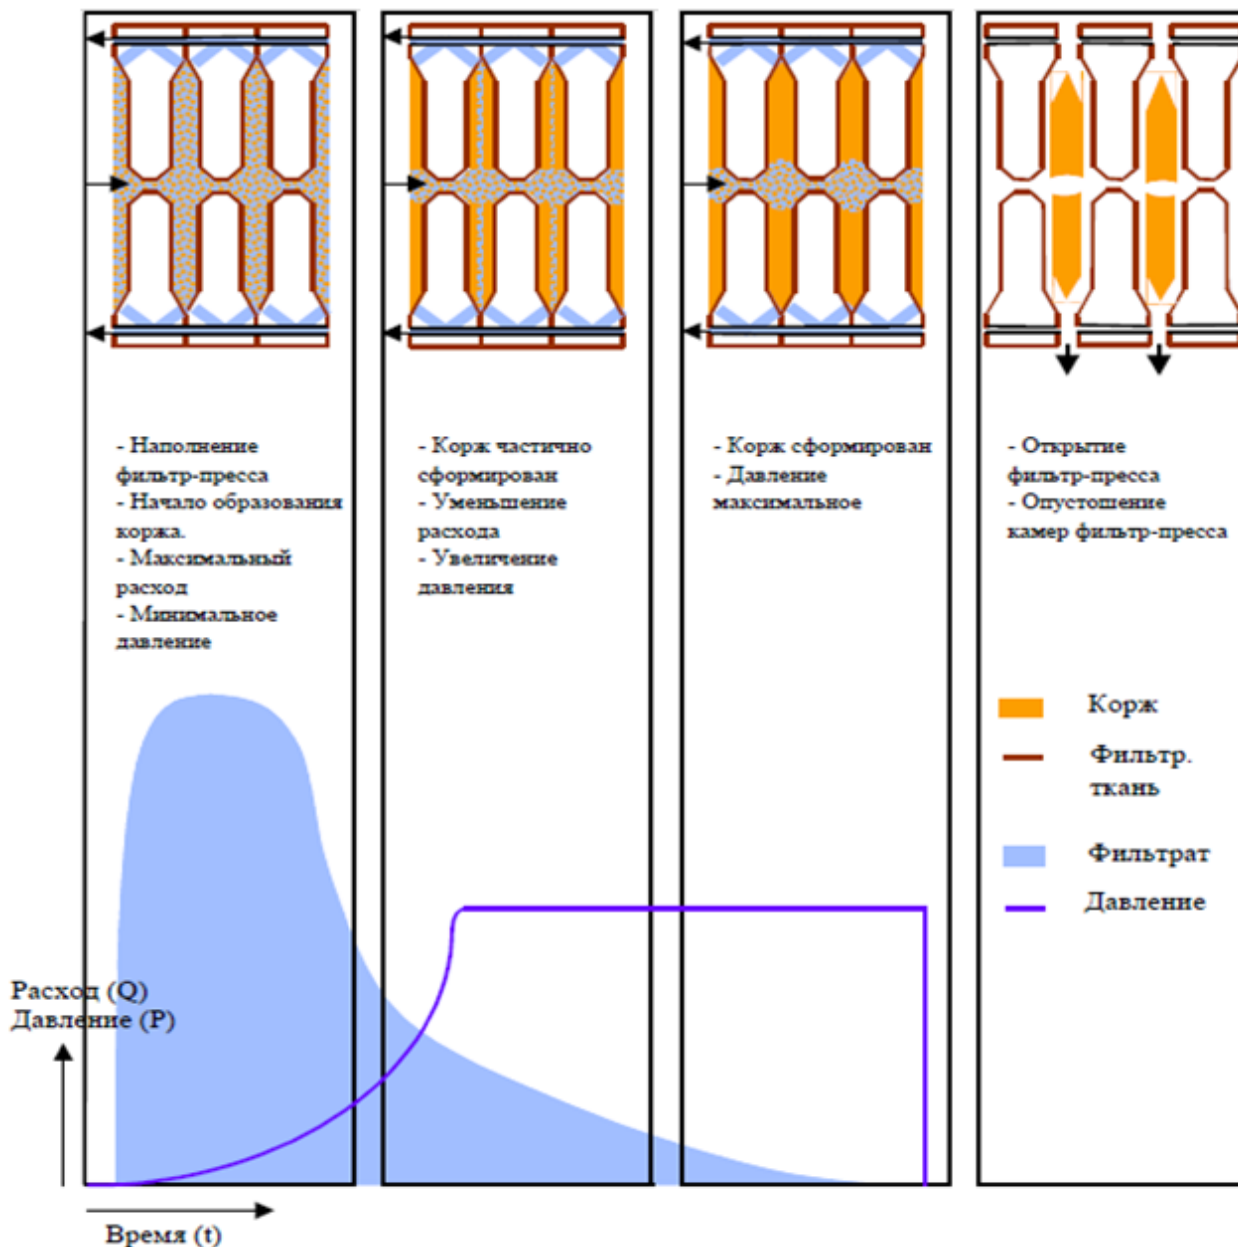 - Наполнение
фильтр-пресса
- Начало образования
коржа.
- Максимальный
расход
- Минимальное
давление
- Корж частично
сформирован
- Уменьшение
расхода
- Увеличение
давления
- Корж сформирован
- Давление
максимальное
- Открытие
фильтр-пресса
- Опустошение
камер фильтр-пресса
Корж
Фильтр.
ткань
Фильтрат
Давление
Расход (Q)
Давление (P)
Время (t)